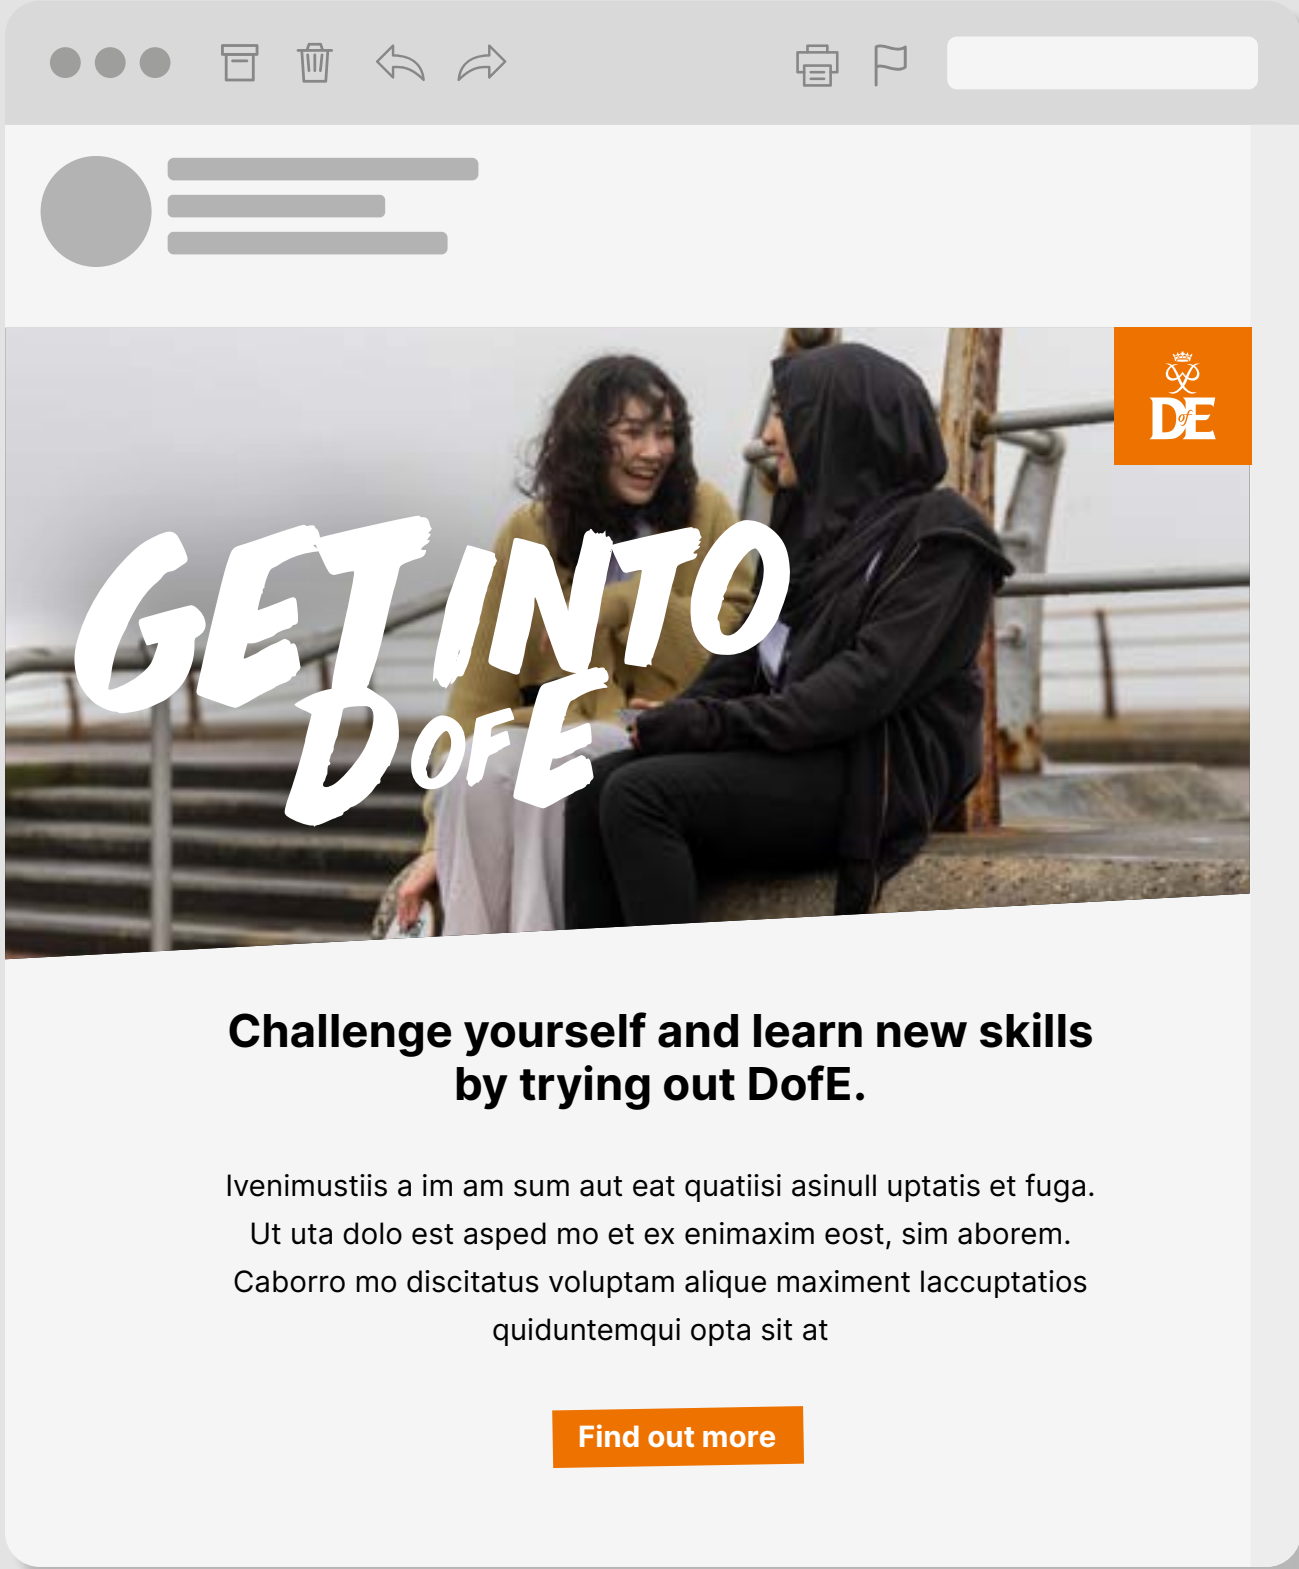 DofE
GET INTO
DOFE
Challenge yourself and learn new skills
by trying out DofE.
Ivenimustiis a im am sum aut eat quatiisi asinull uptatis et fuga.
Ut uta dolo est asped mo et ex enimaxim eost, sim aborem.
Caborro mo discitatus voluptam alique maximent laccuptatios
quiduntemqui opta sit at
Find out more